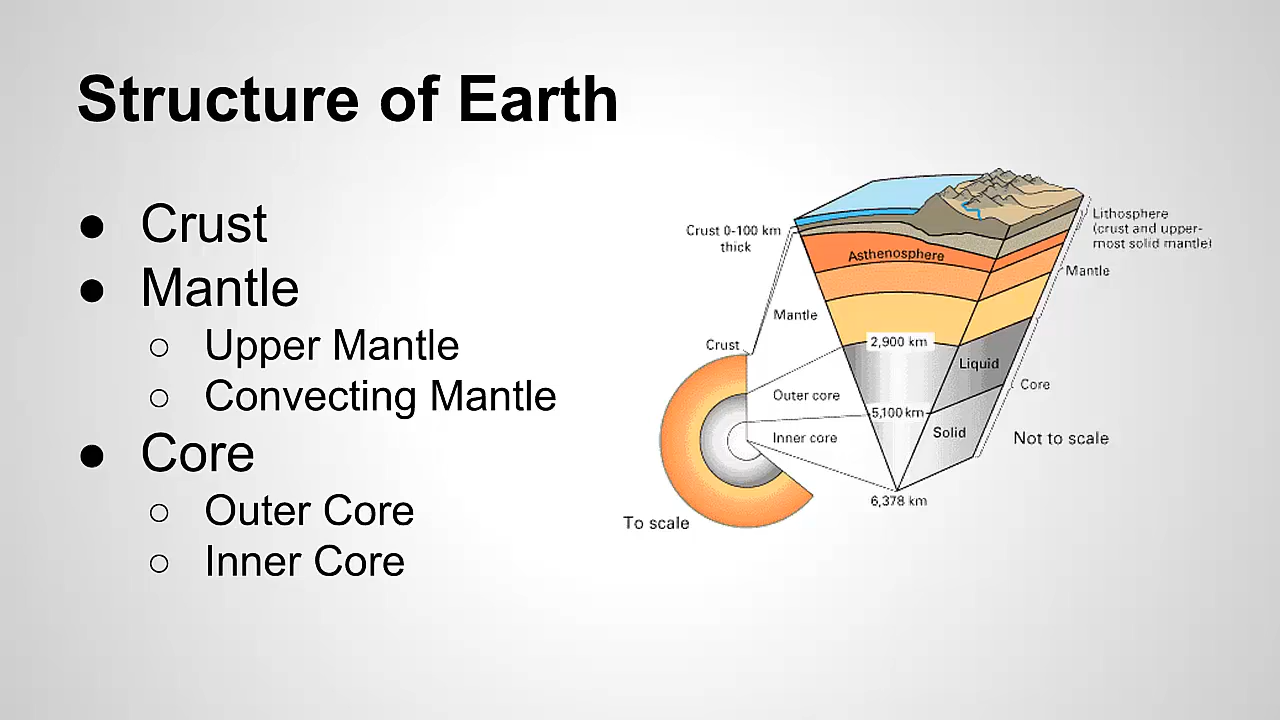 Structure of Earth
● Crust
● Mantle
○ Upper Mantle
○ Convecting Mantle
● Core
○ Outer Core
○ Inner Core
Crust 0-100 km
thick
Asthenosphere
Lithosphere
(crust and upper-
most solid mantle)
Mantle
Mantle
Crust
2,900 km
Liquid
Core
Outer core
5,100 km
Inner core
Solid
Not to scale
6,378 km
To scale